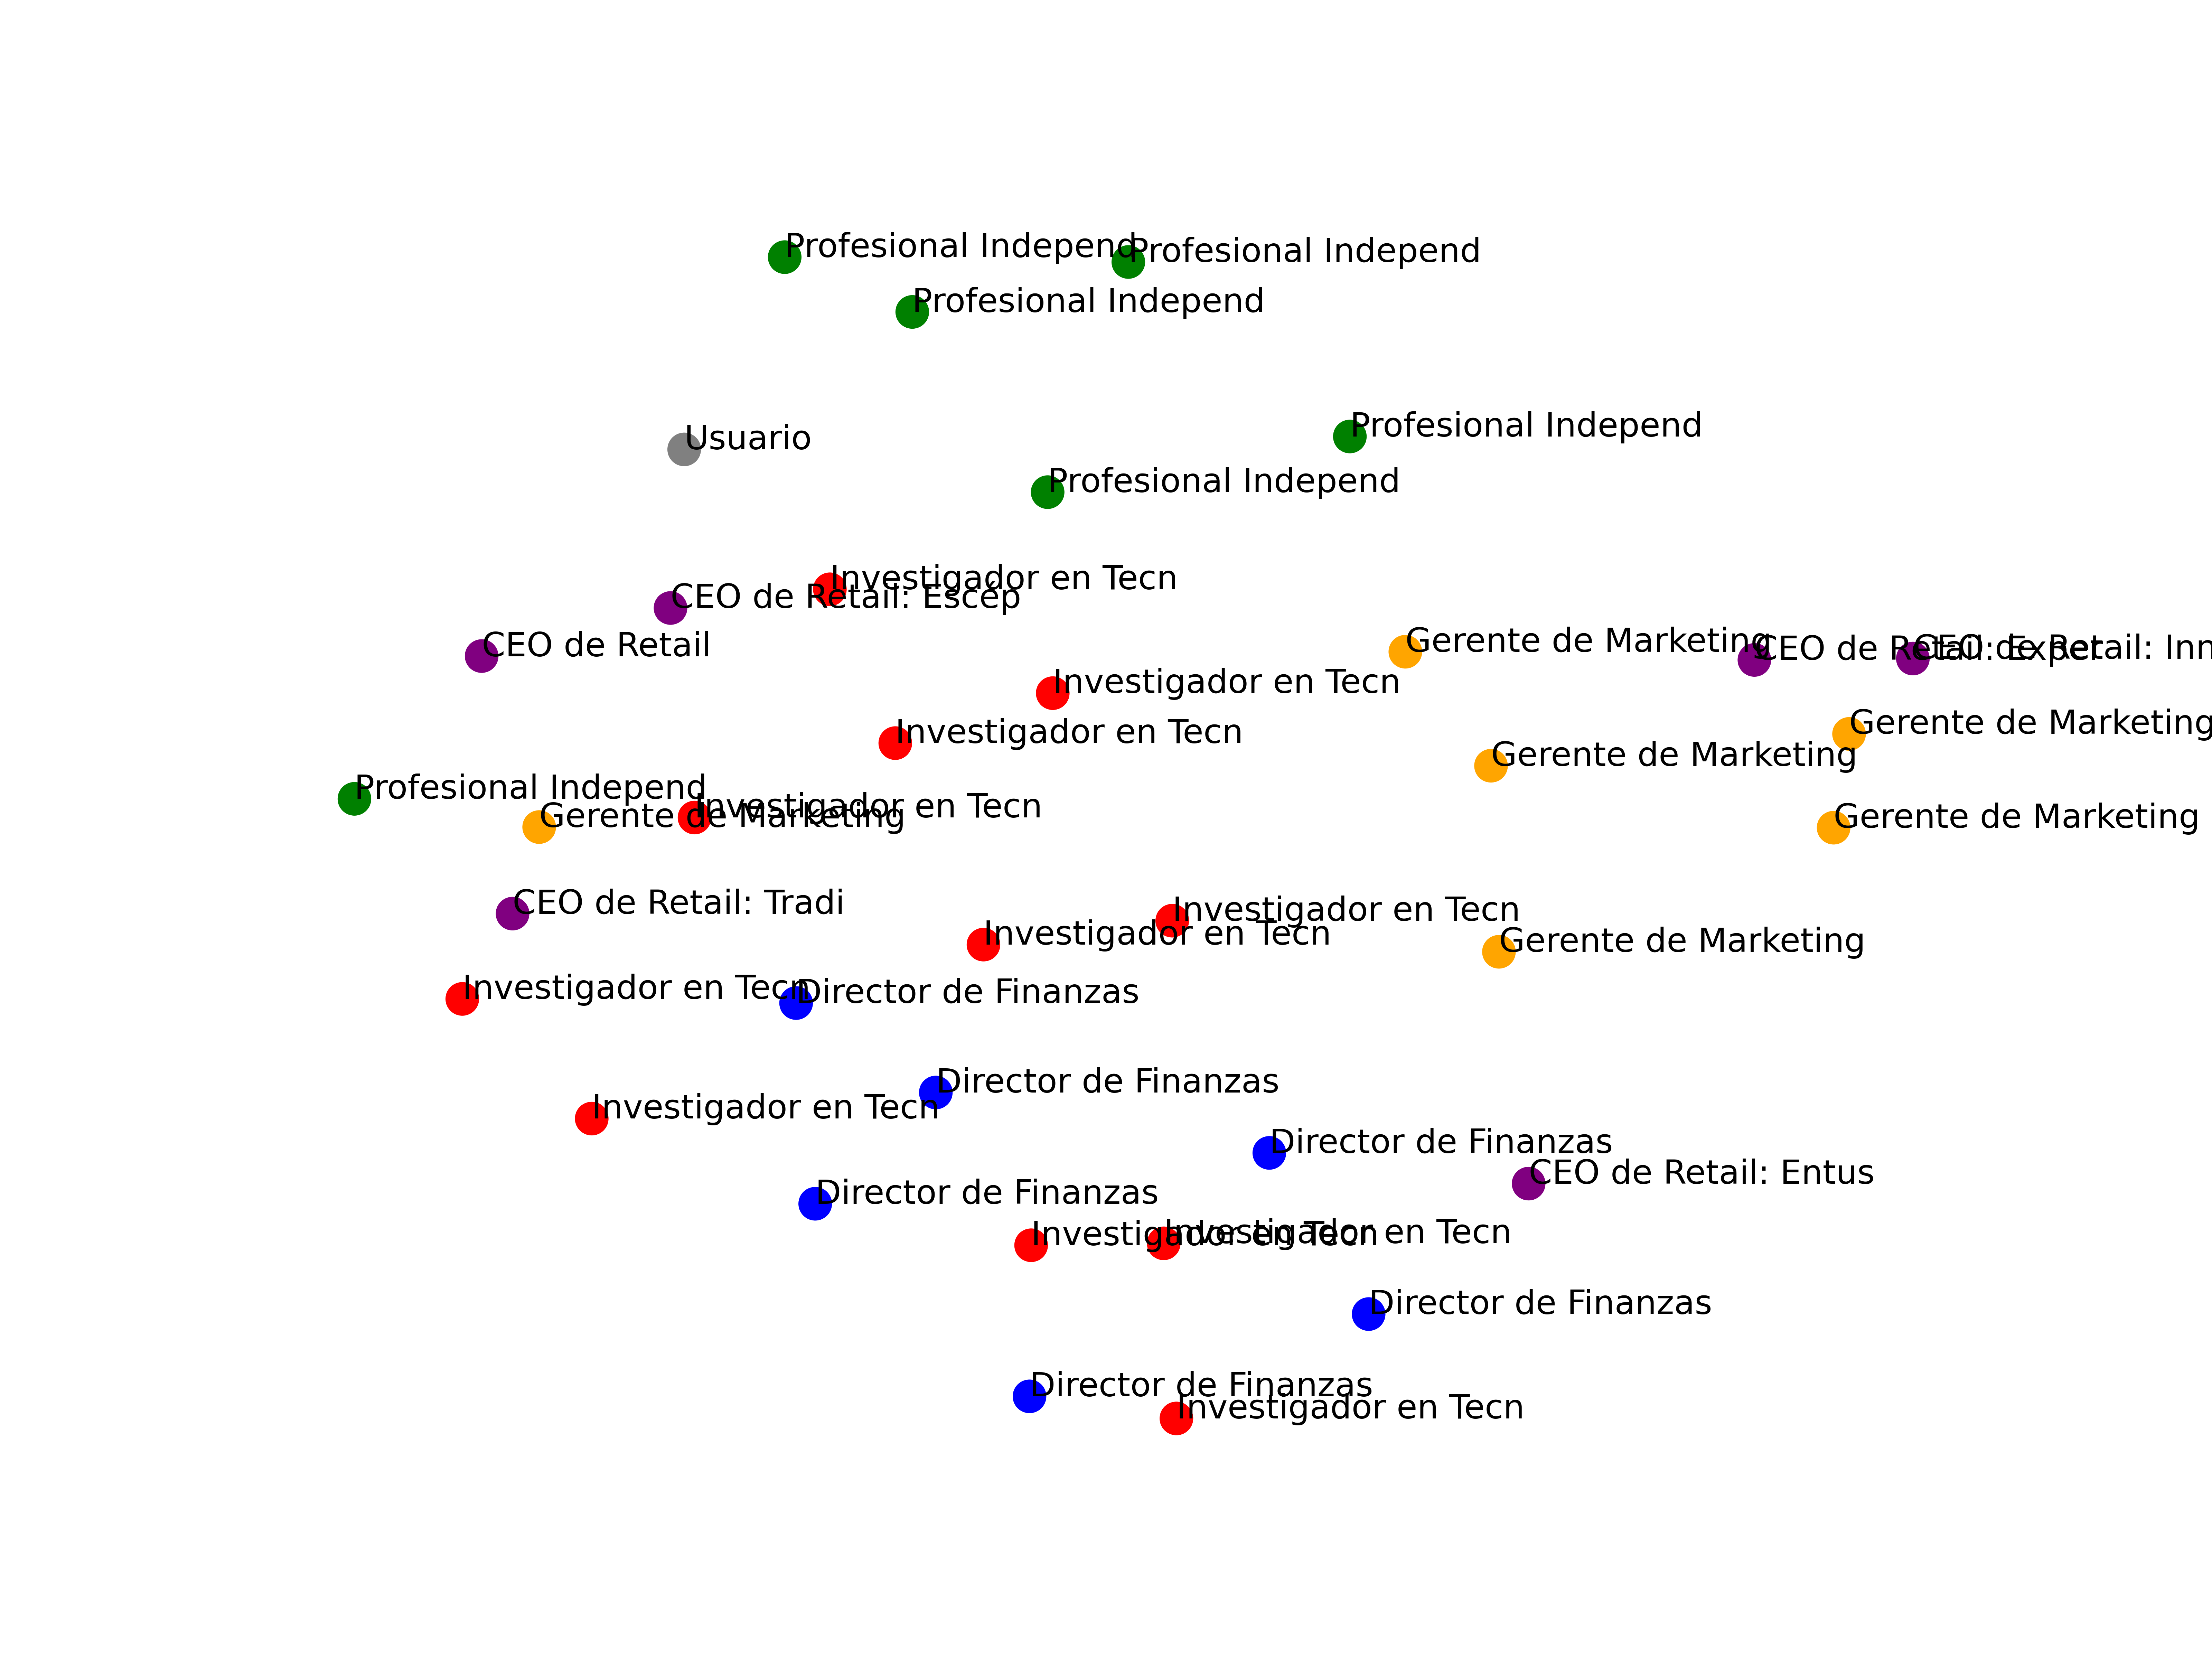 Profesional Independ
Profesional Independ
Profesional Independ
Profesional Independ
Usuario
Profesional Independ
Investigador en Tecn
CEO de Retail: Escép
CEO de Retail
Gerente de Marketing
CEO de Retail: Exper
CEO de Retail: Inn
Investigador en Tecn
Gerente de Marketing
Investigador en Tecn
Gerente de Marketing
Profesional Independ
Investigador en Tecn
Gerente de Marketing
Gerente de Marketing
CEO de Retail: Tradi
Investigador en Tecn
Investigador en Tecn
Gerente de Marketing
Investigador en Tecn
Director de Finanzas
Director de Finanzas
Investigador en Tecn
Director de Finanzas
CEO de Retail: Entus
Director de Finanzas
Investigador en Tecn
Investigador en Tecn
Director de Finanzas
Director de Finanzas
Investigador en Tecn